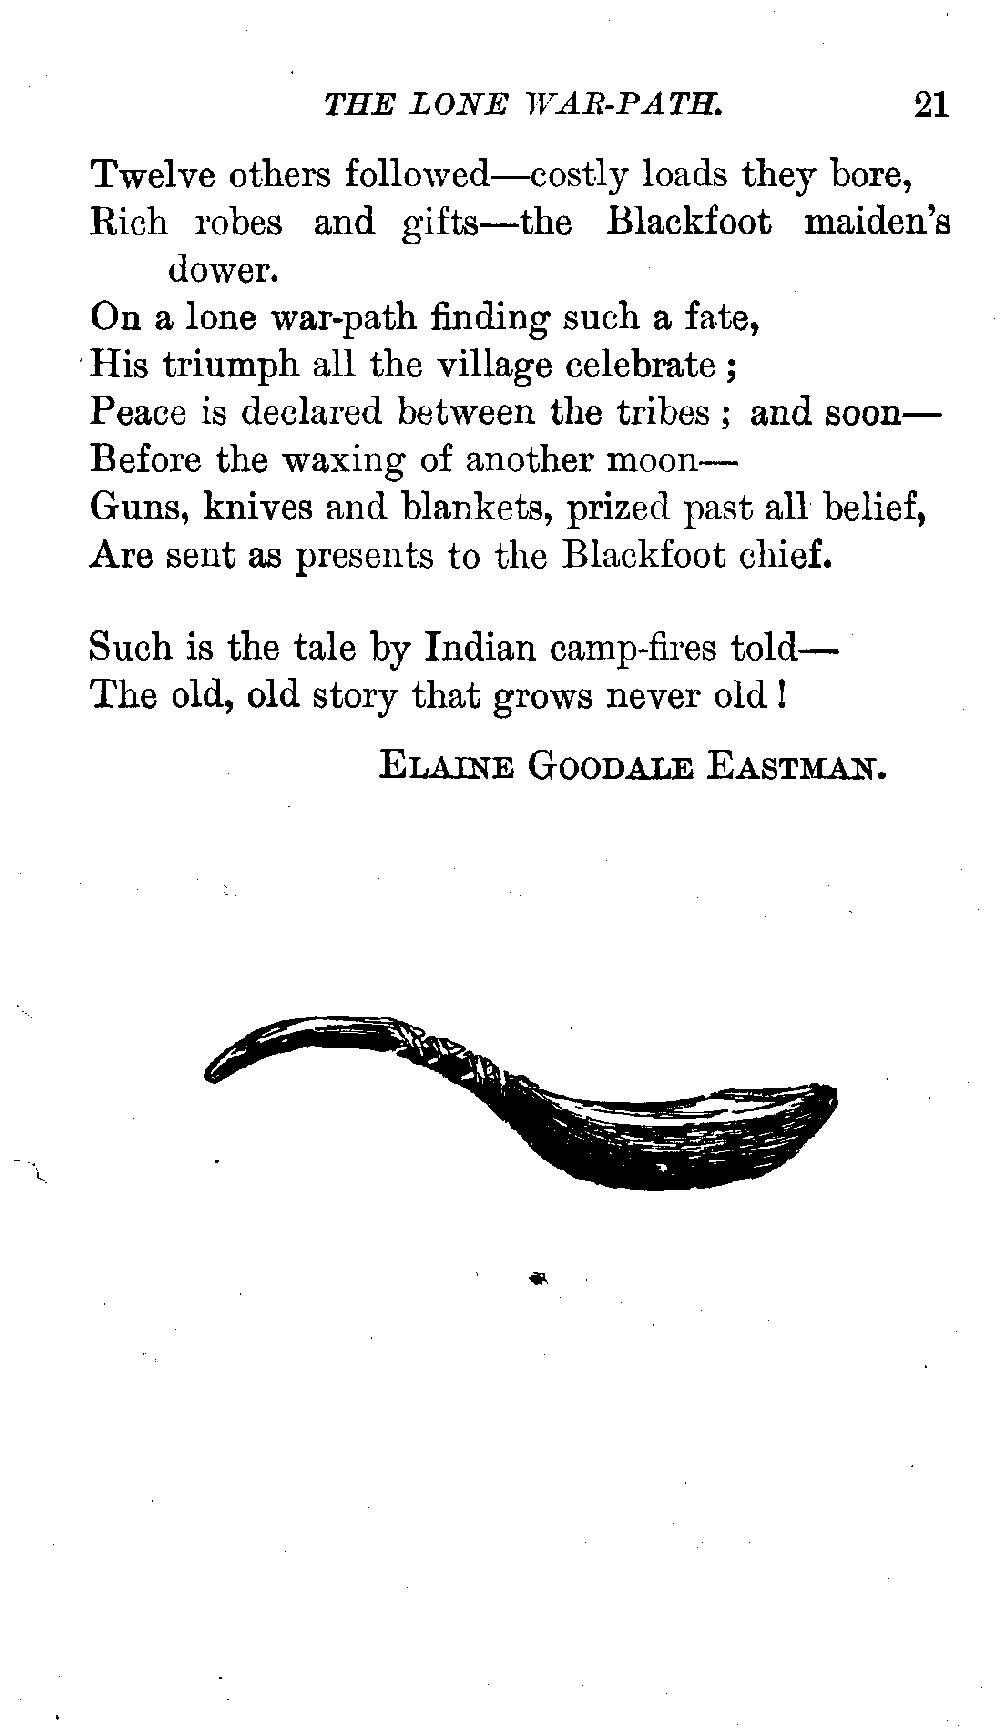 THE LONE WAR-PATH. 21
Twelve others followed—costly loads they bore,
Rich robes and gifts—the Blackfoot maiden's
dower.
On a lone war-path finding such a fate,
His triumph all the village celebrate ;
Peace is declared between the tribes ; and soon—
Before the waxing of another moon—
Guns, knives and blankets, prized past all belief,
Are sent as presents to the Blackfoot chief.
Such is the tale by Indian camp-fires told—
The old, old story that grows never old !
ELAINE GOODALE EASTMAN.